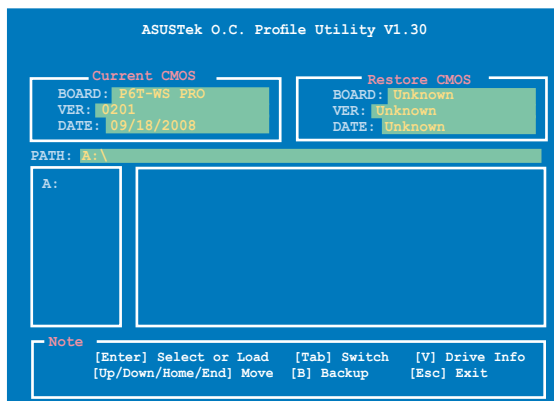 ASUSTek O.C. Profile Utility V1.30
Current CMOS
BOARD: P6T-WS PRO
VER: 0201
DATE: 09/18/2008
Restore CMOS
BOARD: Unknown
VER: Unknown
DATE: Unknown
PATH: A:\
A:
Note
[Enter] Select or Load [Tab] Switch [V] Drive Info
[Up/Down/Home/End] Move [B] Backup [Esc] Exit